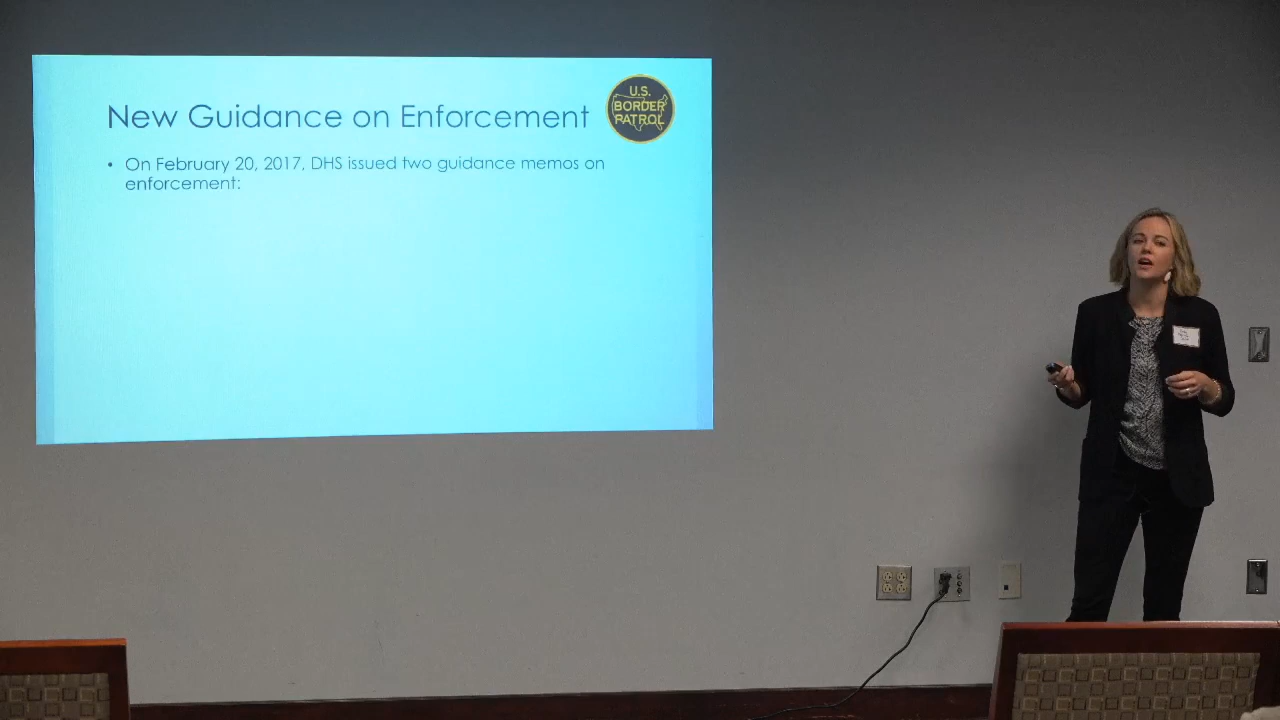 New Guidance on Enforcement
U.S.
BORDER
PATROL
• On February 20, 2017, DHS issued two guidance memos on
enforcement: